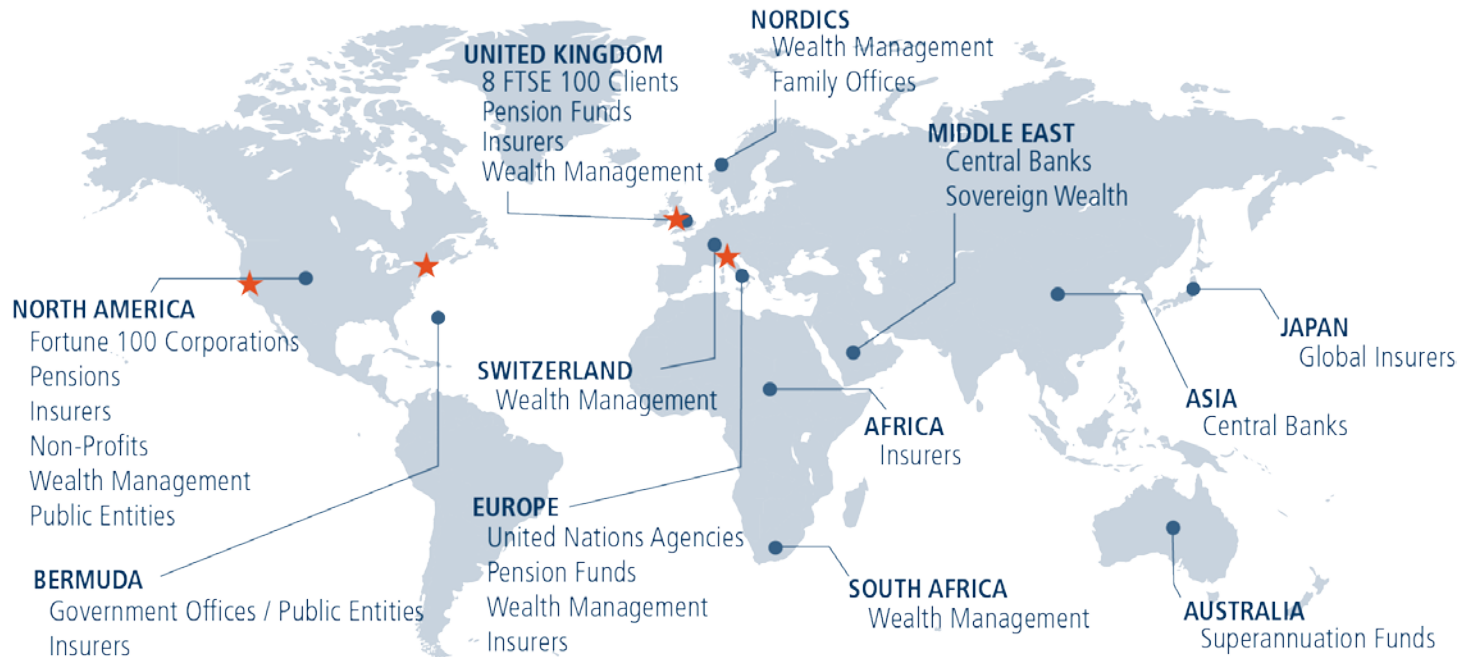 NORDICS
Wealth Management
Family Offices
UNITED KINGDOM
8 FTSE 100 Clients
Pension Funds
Insurers
Wealth Management
MIDDLE EAST
Central Banks
Sovereign Wealth
NORTH AMERICA
Fortune 100 Corporations
Pensions
Insurers
Non-Profits
Wealth Management
Public Entities
SWITZERLAND
Wealth Management
JAPAN
Global Insurers
ASIA
Central Banks
AFRICA
Insurers
EUROPE
United Nations Agencies
Pension Funds
Wealth Management
Insurers
BERMUDA
Government Offices / Public Entities
Insurers
SOUTH AFRICA
Wealth Management
AUSTRALIA
Superannuation Funds